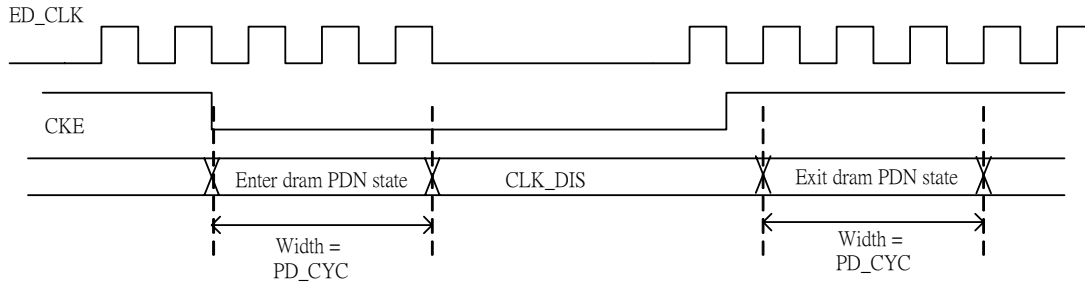 ED_CLK
CKE
Enter dram PDN state
CLK_DIS
Exit dram PDN state
Width =
PD_CYC
Width =
PD_CYC